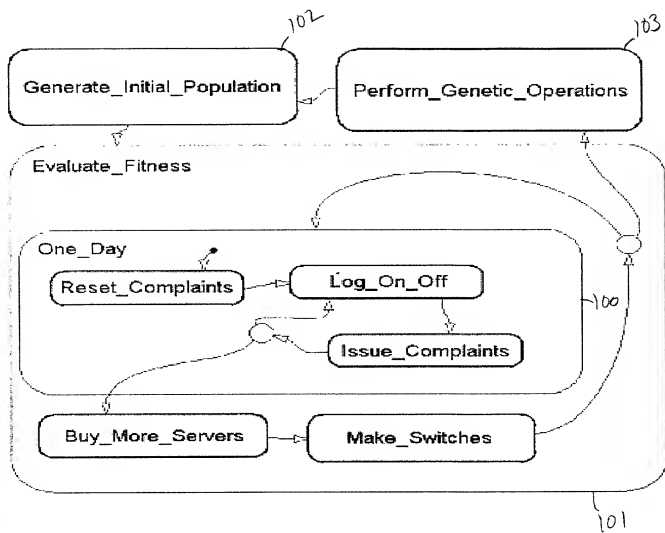 102
103
Generate_Initial_Population
Perform_Genetic_Operations
Evaluate_Fitness
One_Day
Reset_Complaints
Log_On_Off
100
Issue_Complaints
Buy_More_Servers
Make_Switches
101